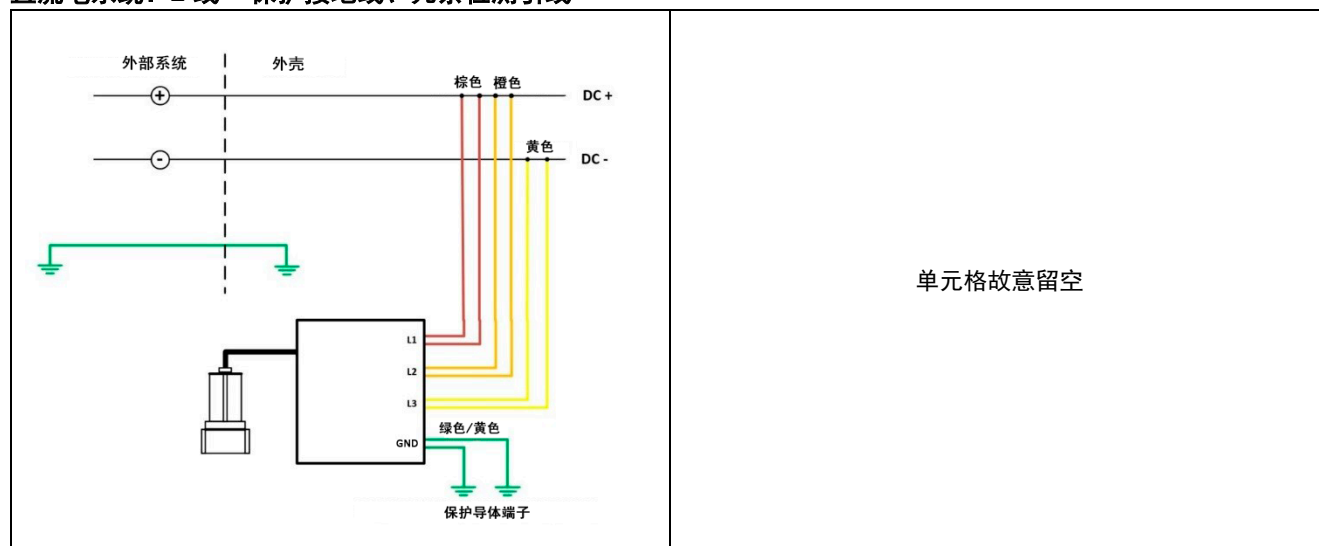 外部系统
外壳
棕色 橙色
DC +
黄色
DC -
L1
L2
L3
绿色/黄色
GND
保护导体端子
单元格故意留空